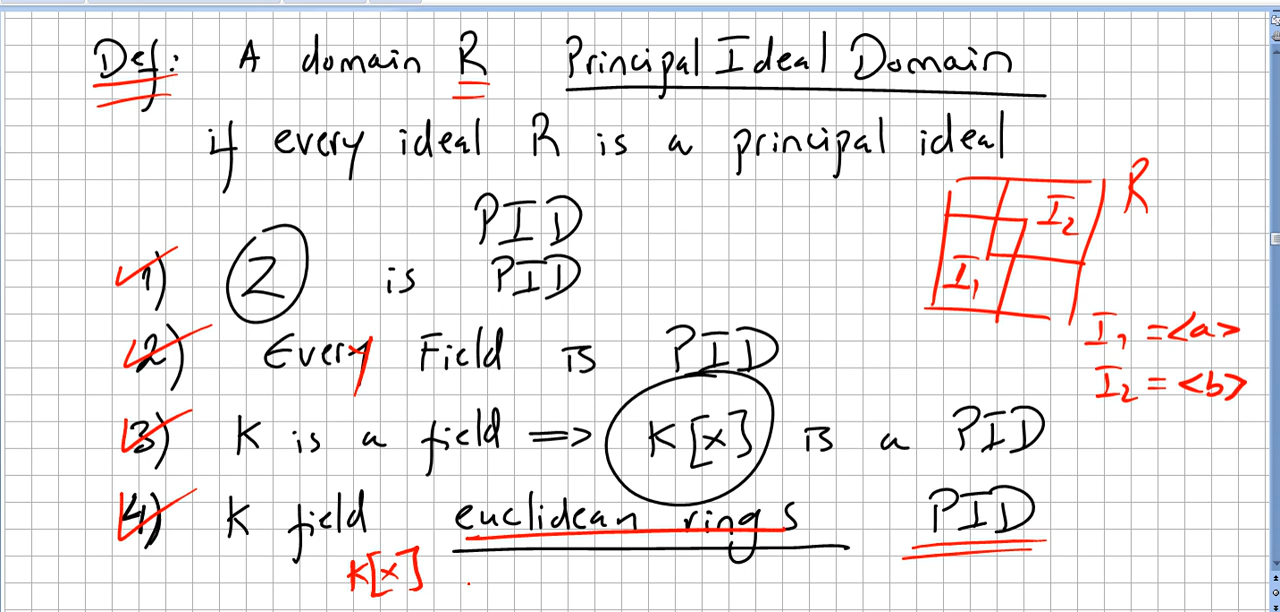 Def: A domain R Principal Ideal Domain
if every ideal R is a principal ideal
PID
1) Z is PID
2) Every Field is PID
3) K is a field => K[x] is a PID
4) K field euclidean rings PID
K[x]
R
I₂
I₁
I₁ = <a>
I₂ = <b>